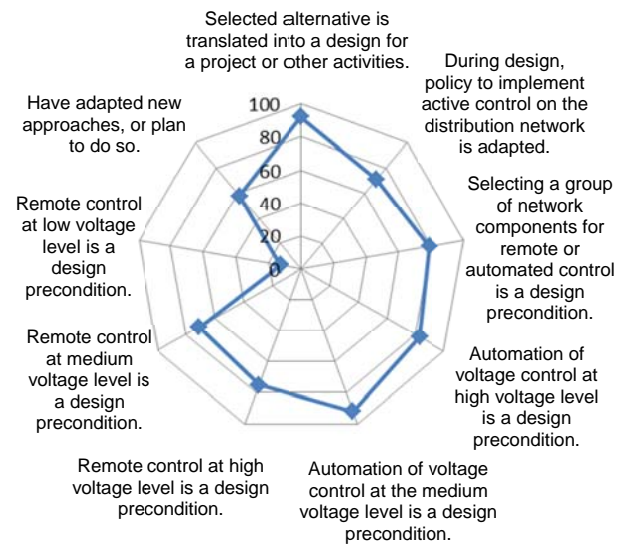 Selected alternative is
translated into a design for
a project or other activities.
During design,
policy to implement
active control on the
distribution network
is adapted.
Selecting a group
of network
components for
remote or
automated control
is a design
precondition.
Automation of
voltage control at
high voltage level
is a design
precondition.
Automation of voltage
control at the medium
voltage level is a design
precondition.
Remote control at high
voltage level is a design
precondition.
Remote control
at medium
voltage level is
a design
precondition.
Remote control
at low voltage
level is a
design
precondition.
Have adapted new
approaches, or plan
to do so.
100
80
60
40
20
0